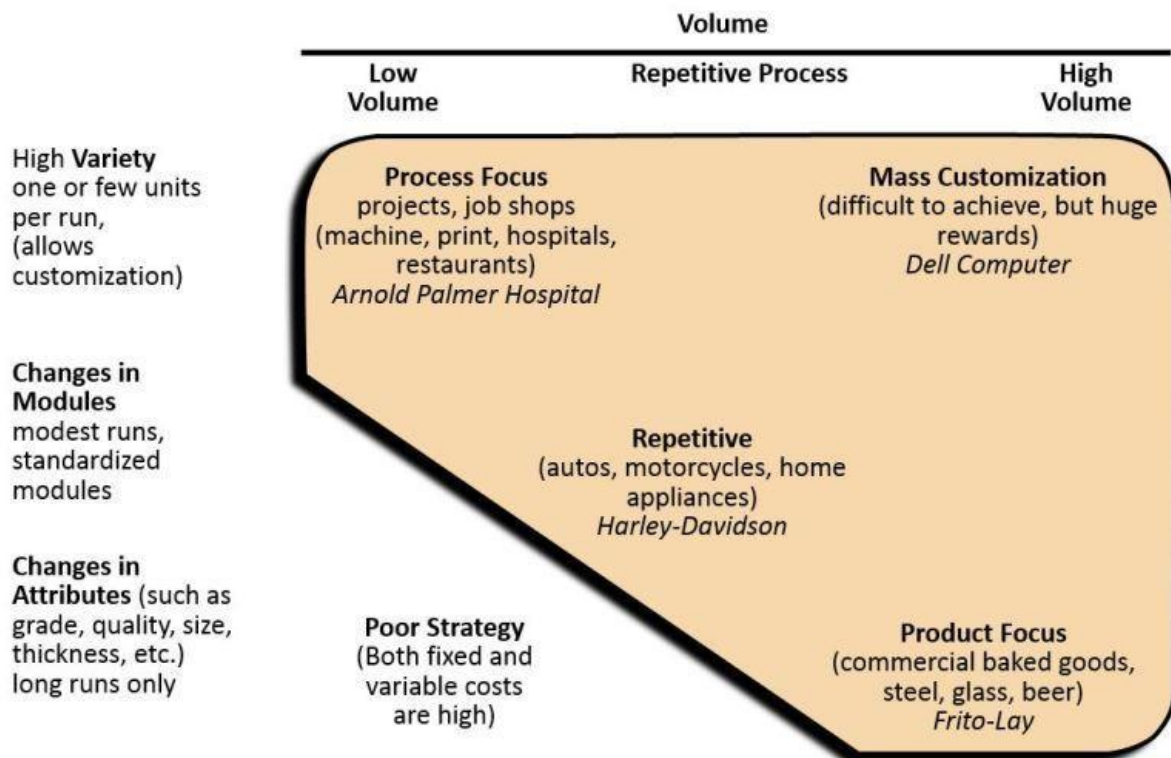 Volume
Low
Volume
Repetitive Process
High
Volume
High Variety
one or few units
per run,
(allows
customization)
Process Focus
projects, job shops
(machine, print, hospitals,
restaurants)
Arnold Palmer Hospital
Mass Customization
(difficult to achieve, but huge
rewards)
Dell Computer
Changes in
Modules
modest runs,
standardized
modules
Repetitive
(autos, motorcycles, home
appliances)
Harley-Davidson
Changes in
Attributes (such as
grade, quality, size,
thickness, etc.)
long runs only
Poor Strategy
(Both fixed and
variable costs
are high)
Product Focus
(commercial baked goods,
steel, glass, beer)
Frito-Lay